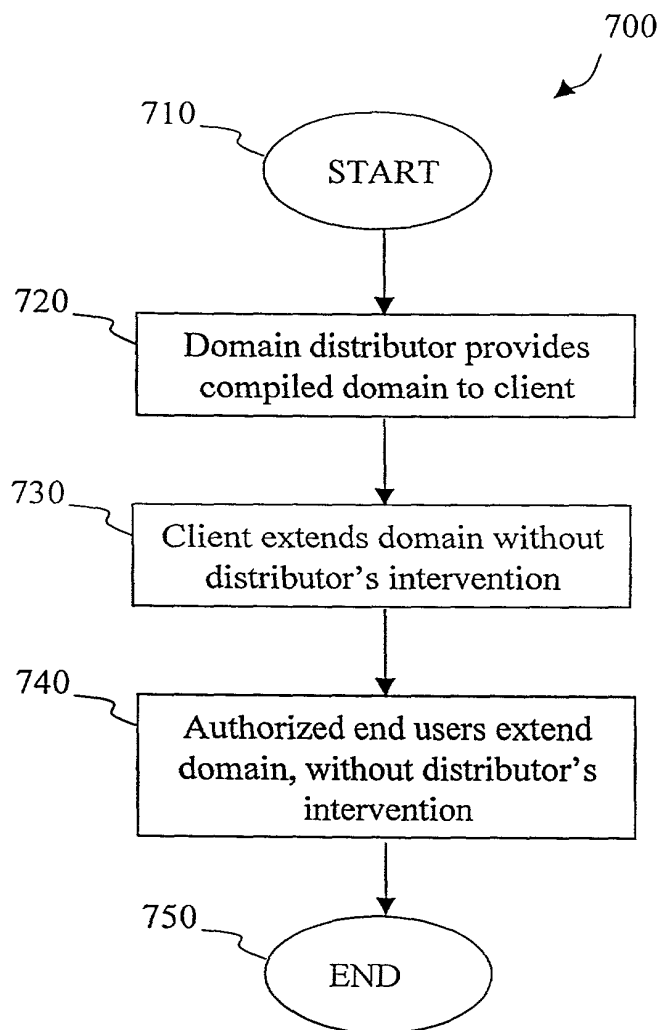 700
710
START
720
Domain distributor provides
compiled domain to client
730
Client extends domain without
distributor's intervention
740
Authorized end users extend
domain, without distributor's
intervention
750
END